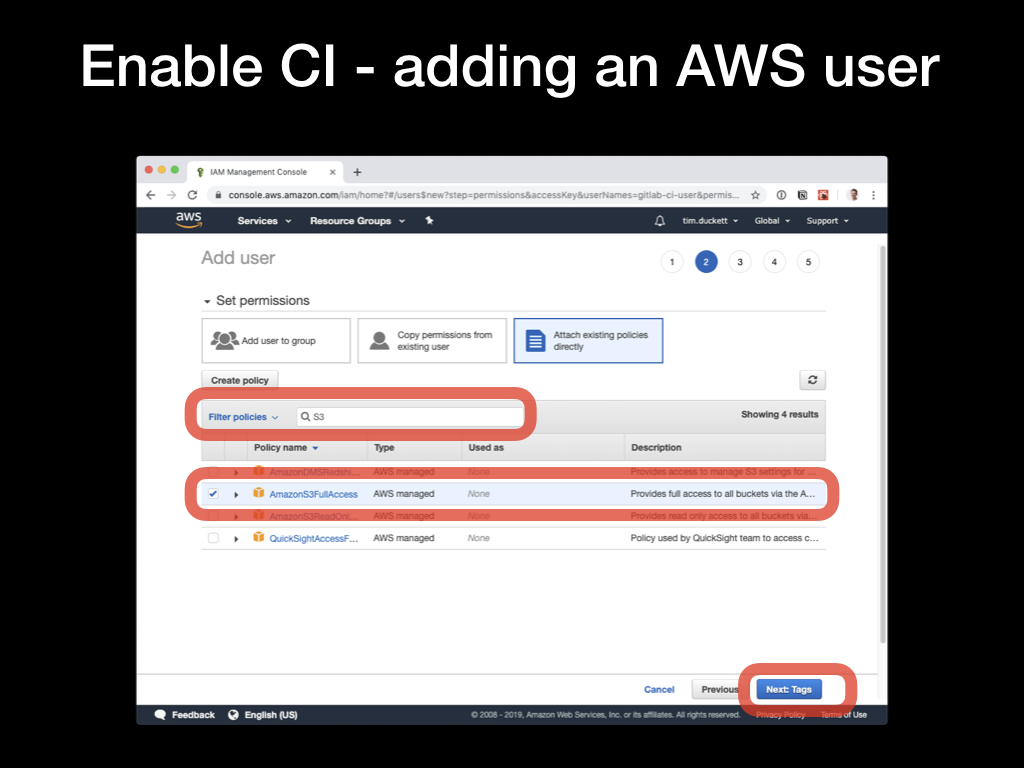 Enable CI - adding an AWS user
IAM Management Console
console.aws.amazon.com/iam/home?#/users$new?step=permissions&accessKey&userNames=gitlab-ci-user&permis...
aws Services Resource Groups tim.duckett Global Support
Add user 1 2 3 4 5
Set permissions
Add user to group
Copy permissions from
existing user
Attach existing policies
directly
Create policy
Filter policies S3 Showing 4 results
Policy name Type Used as Description
AmazonDMSRedshi... AWS managed None Provides access to manage S3 settings for ...
AmazonS3FullAccess AWS managed None Provides full access to all buckets via the A...
AmazonS3ReadOnl... AWS managed None Provides read only access to all buckets via...
QuickSightAccessF... AWS managed None Policy used by QuickSight team to access c...
Cancel Previous Next: Tags
Feedback English (US) © 2008 - 2019, Amazon Web Services, Inc. or its affiliates. All rights reserved. Privacy Policy Terms of Use